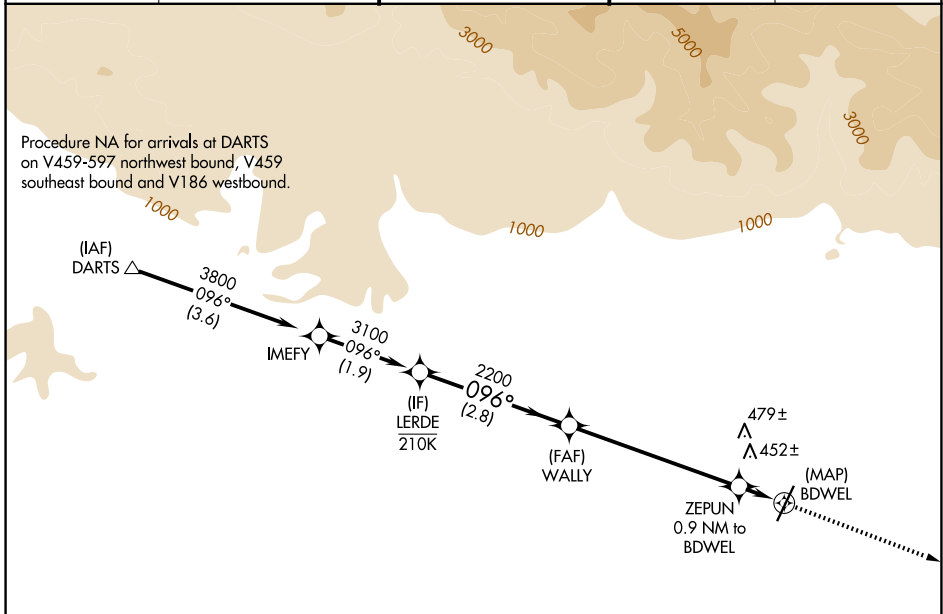 3000
5000
3000
Procedure NA for arrivals at DARTS
on V459-597 northwest bound, V459
southeast bound and V186 westbound.
1000
1000
1000
(IAF)
DARTS
3800
096°
(3.6)
IMEFY
3100
096°
(1.9)
(IF)
LERDE
210K
2200
096°
(2.8)
(FAF)
WALLY
479±
452±
ZEPUN
0.9 NM to
BDWEL
(MAP)
BDWEL